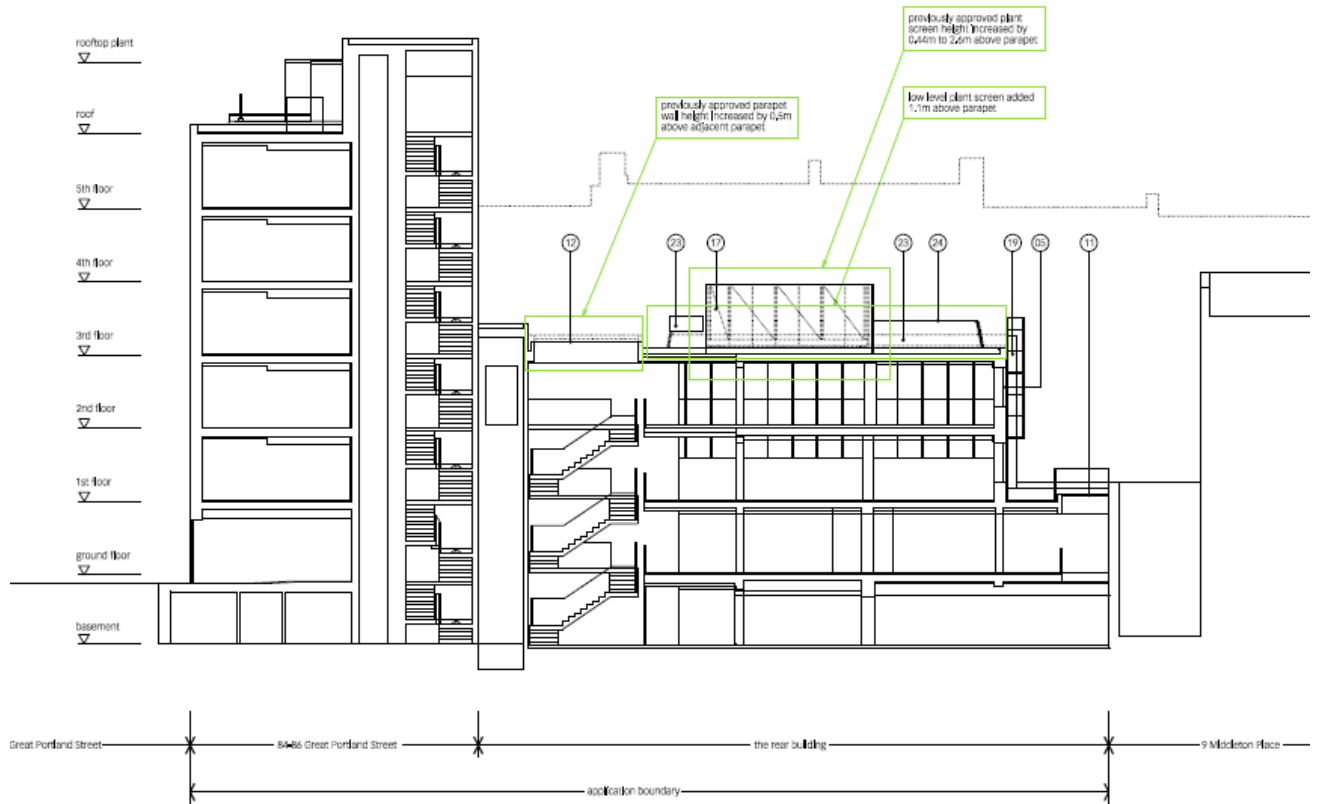 previously approved plant
screen height increased by
0.44m to 2.6m above parapet
rooftop plant
low level plant screen added
1.1m above parapet
previously approved parapet
wall height increased by 0.5m
above adjacent parapet
roof
5th floor
12
23
17
23
24
19
05
11
4th floor
3rd floor
2nd floor
1st floor
ground floor
basement
Great Portland Street
84-86 Great Portland Street
the rear building
9 Middleton Place
application boundary